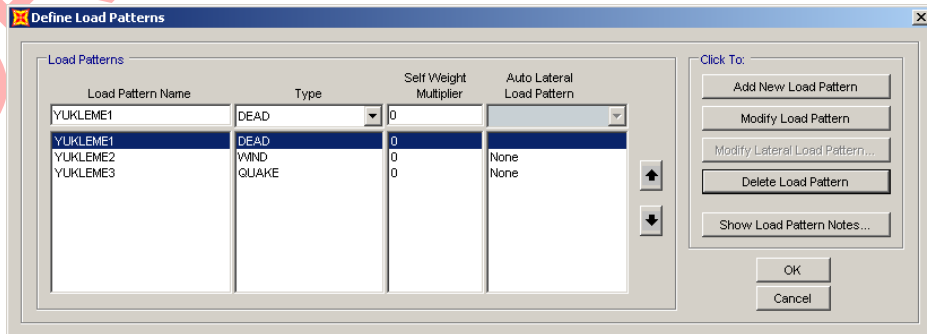 Define Load Patterns
Load Patterns
Load Pattern Name Type Self Weight Multiplier Auto Lateral Load Pattern
YUKLEME1 DEAD 0
YUKLEME1 DEAD 0
YUKLEME2 WIND 0 None
YUKLEME3 QUAKE 0 None
Click To:
Add New Load Pattern
Modify Load Pattern
Modify Lateral Load Pattern...
Delete Load Pattern
Show Load Pattern Notes...
OK
Cancel